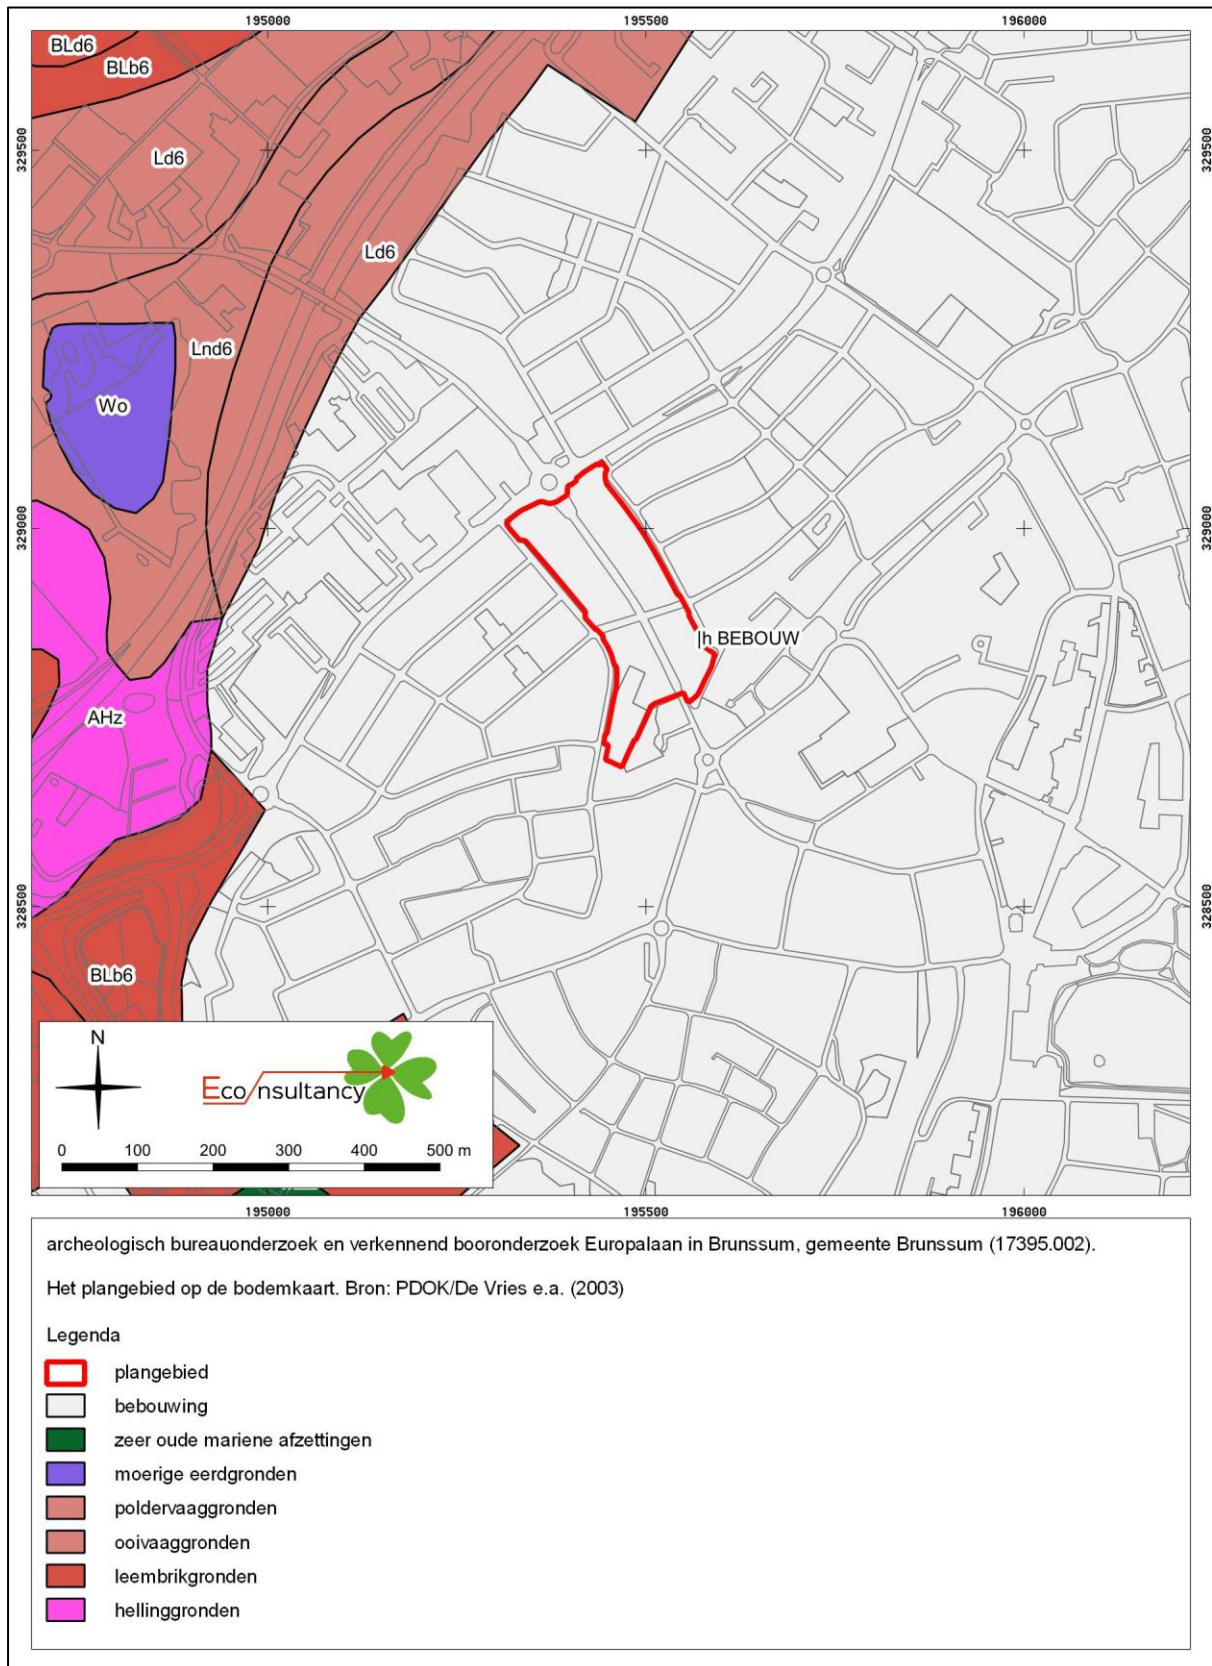 195000 195500 196000
BLd6
BLb6
329500 329500
Ld6
Ld6
Lnd6
Wo
329000 329000
|h BEBOUW
AHz
328500 328500
BLb6
N
Econsultancy
0 100 200 300 400 500 m
195000 195500 196000
archeologisch bureauonderzoek en verkennend booronderzoek Europalaan in Brunssum, gemeente Brunssum (17395.002).
Het plangebied op de bodemkaart. Bron: PDOK/De Vries e.a. (2003)
Legenda
plangebied
bebouwing
zeer oude mariene afzettingen
moerige eerdgronden
poldervaaggronden
ooivaaggronden
leembrikgronden
hellinggronden